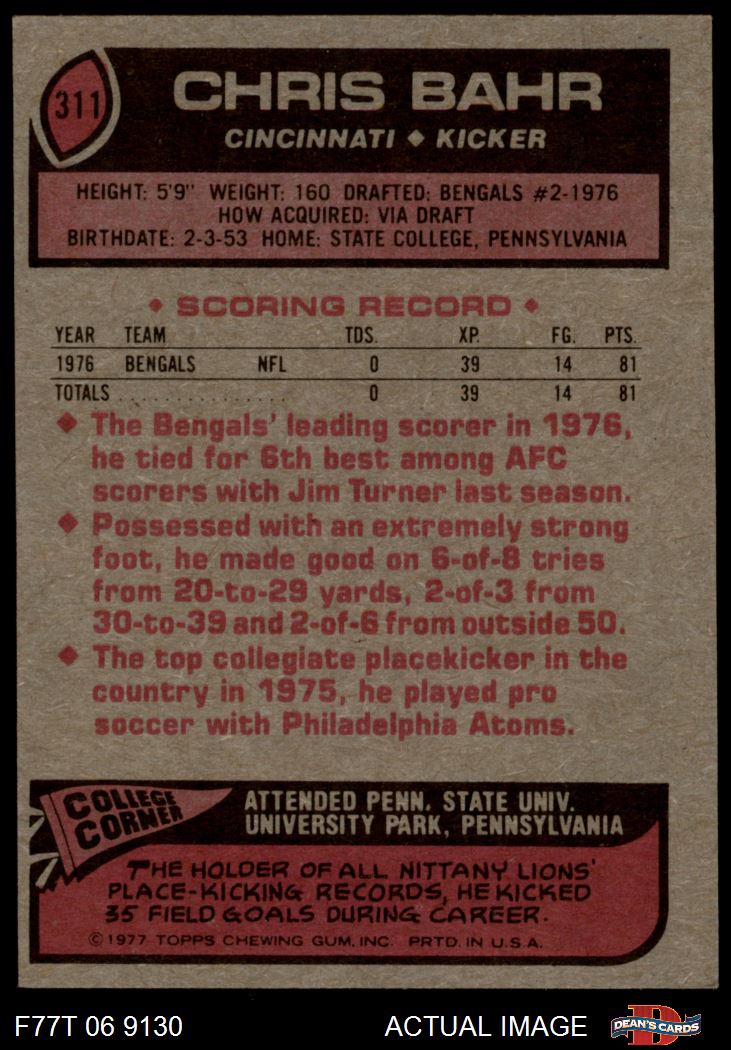 311
CHRIS BAHR
CINCINNATI ♦ KICKER
HEIGHT: 5'9" WEIGHT: 160 DRAFTED: BENGALS #2-1976
HOW ACQUIRED: VIA DRAFT
BIRTHDATE: 2-3-53 HOME: STATE COLLEGE, PENNSYLVANIA
♦ SCORING RECORD ♦
YEAR TEAM TDS. XP. FG. PTS.
1976 BENGALS NFL 0 39 14 81
TOTALS . . . . . . . . . . . . . . . 0 39 14 81
♦ The Bengals' leading scorer in 1976,
he tied for 6th best among AFC
scorers with Jim Turner last season.
♦ Possessed with an extremely strong
foot, he made good on 6-of-8 tries
from 20-to-29 yards, 2-of-3 from
30-to-39 and 2-of-6 from outside 50.
♦ The top collegiate placekicker in the
country in 1975, he played pro
soccer with Philadelphia Atoms.
COLLEGE
CORNER
ATTENDED PENN. STATE UNIV.
UNIVERSITY PARK, PENNSYLVANIA
THE HOLDER OF ALL NITTANY LIONS'
PLACE-KICKING RECORDS, HE KICKED
35 FIELD GOALS DURING CAREER.
© 1977 TOPPS CHEWING GUM, INC. PRTD. IN U.S.A.
F77T 06 9130 ACTUAL IMAGE
D
DEAN'S CARDS